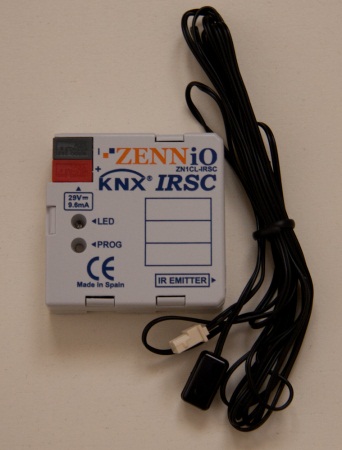 ZENNiO
ZN1CL-IRSC
KNX® IRSC
29V
9.6mA
LED
PROG
CE
Made in Spain
IR EMITTER